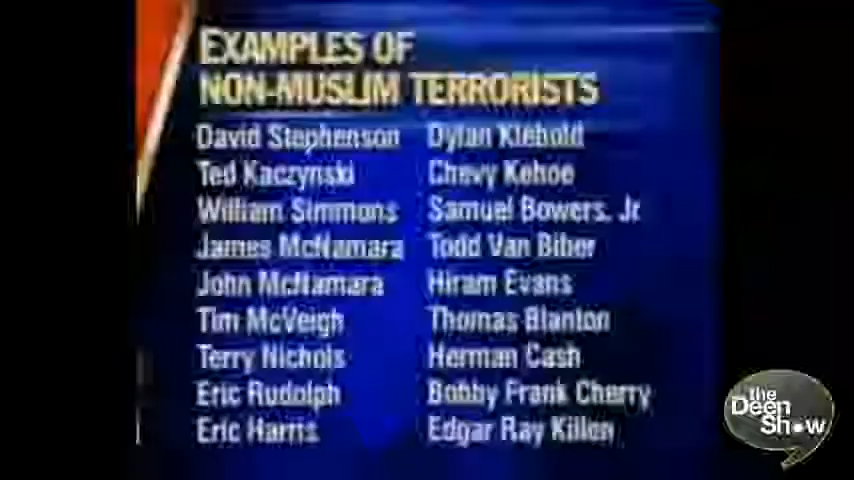 EXAMPLES OF
NON-MUSLIM TERRORISTS
David Stephenson
Ted Kaczynski
William Simmons
James McNamara
John McNamara
Tim McVeigh
Terry Nichols
Eric Rudolph
Eric Harris
Dylan Klebold
Chevy Kehoe
Samuel Bowers, Jr
Todd Van Biber
Hiram Evans
Thomas Blanton
Herman Cash
Bobby Frank Cherry
Edgar Ray Killen
the
Deen
Show